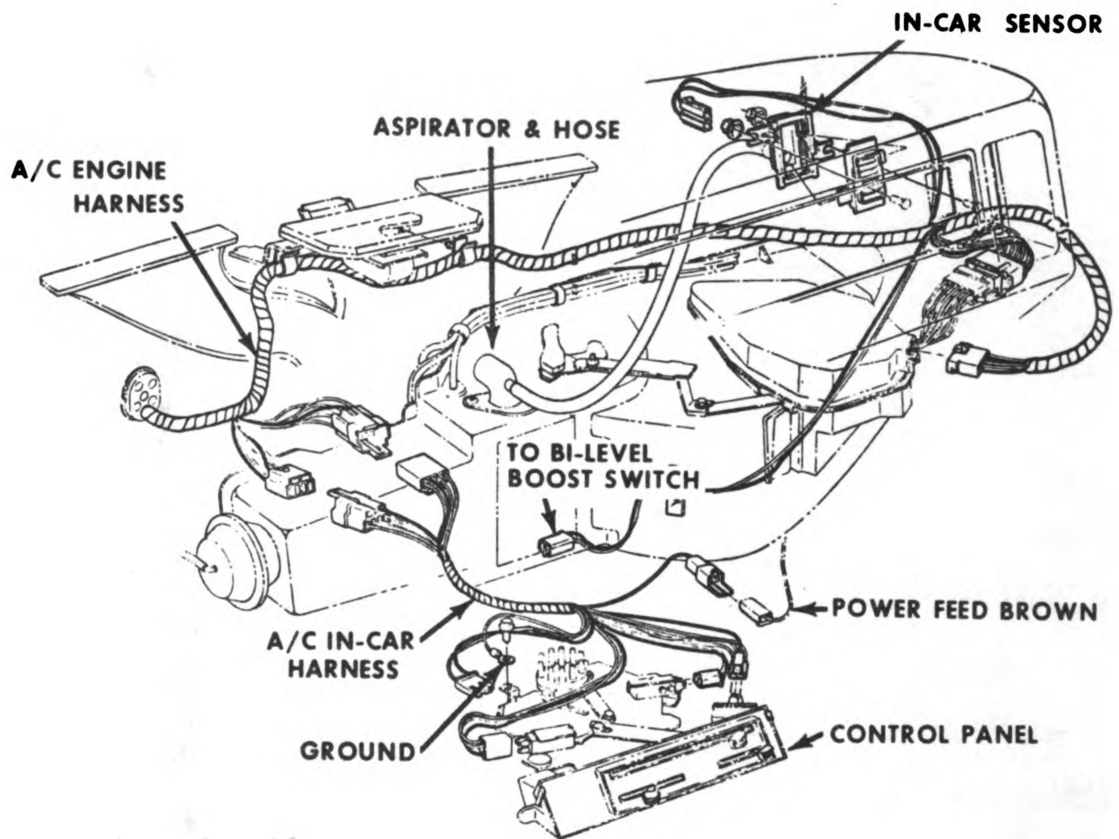 IN-CAR SENSOR
ASPIRATOR & HOSE
A/C ENGINE
HARNESS
TO BI-LEVEL
BOOST SWITCH
POWER FEED BROWN
A/C IN-CAR
HARNESS
GROUND
CONTROL PANEL